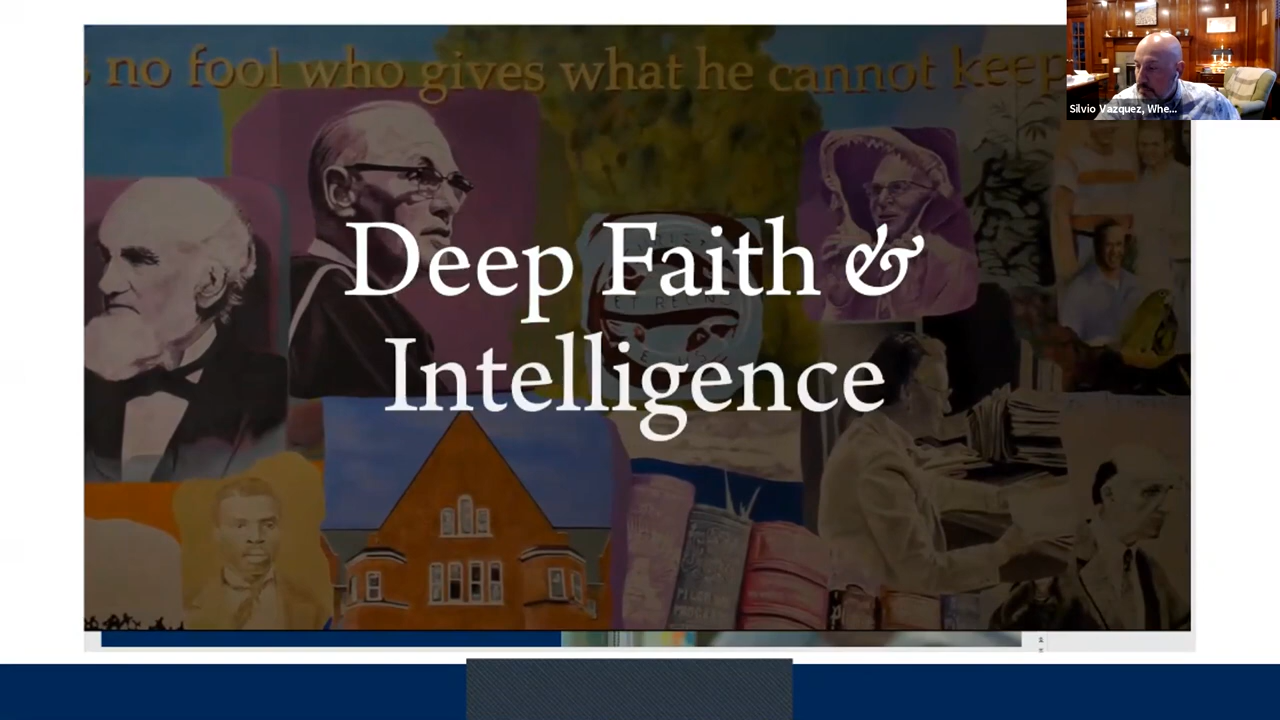 no fool who gives what he cannot keep
Silvio Vazquez, Whe...
Deep Faith &
Intelligence